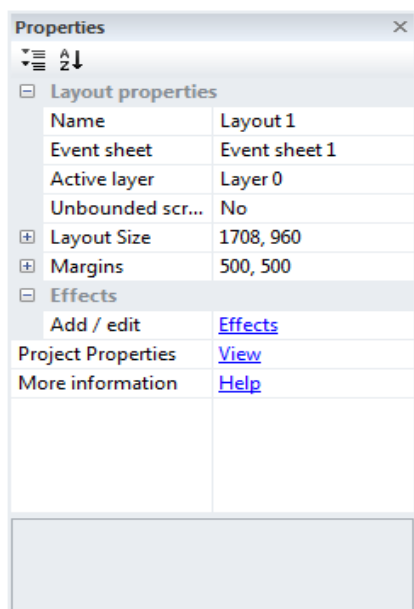 Properties
Layout properties
Name Layout 1
Event sheet Event sheet 1
Active layer Layer 0
Unbounded scr... No
Layout Size 1708, 960
Margins 500, 500
Effects
Add / edit Effects
Project Properties View
More information Help